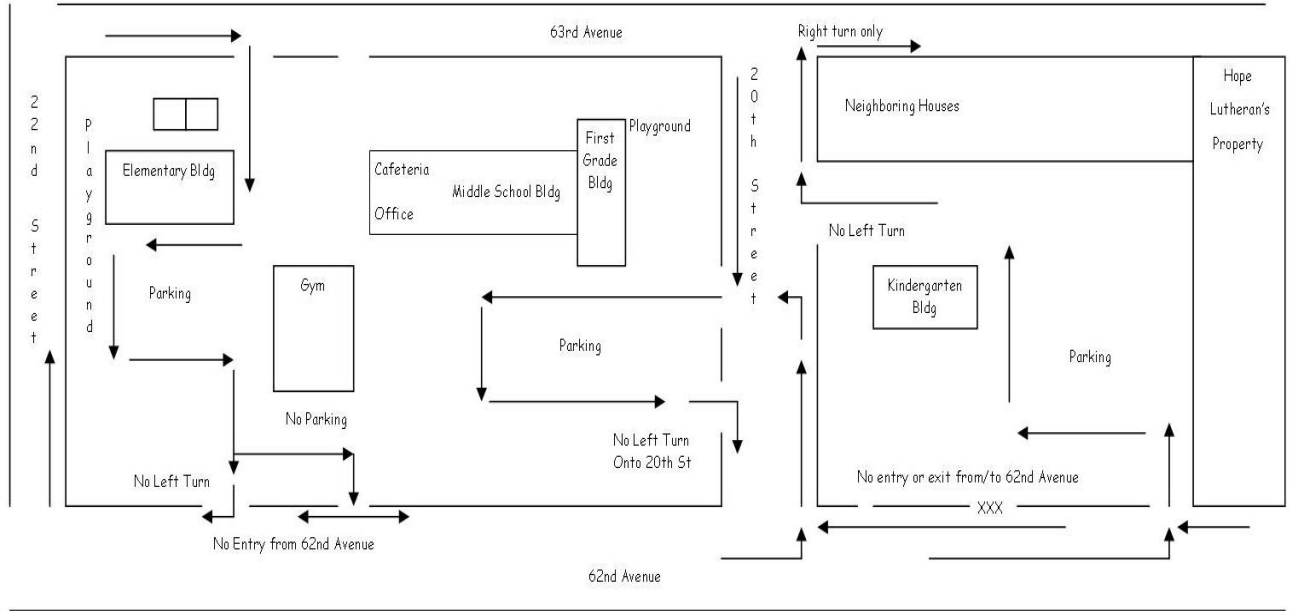 63rd Avenue
Right turn only
22nd Street
Playground
Elementary Bldg
Cafeteria
Office
Middle School Bldg
First
Grade
Bldg
Playground
20th Street
Neighboring Houses
Hope
Lutheran's
Property
No Left Turn
Parking
Gym
Parking
Kindergarten
Bldg
Parking
No Parking
No Left Turn
Onto 20th St
No Left Turn
No entry or exit from/to 62nd Avenue
XXX
No Entry from 62nd Avenue
62nd Avenue